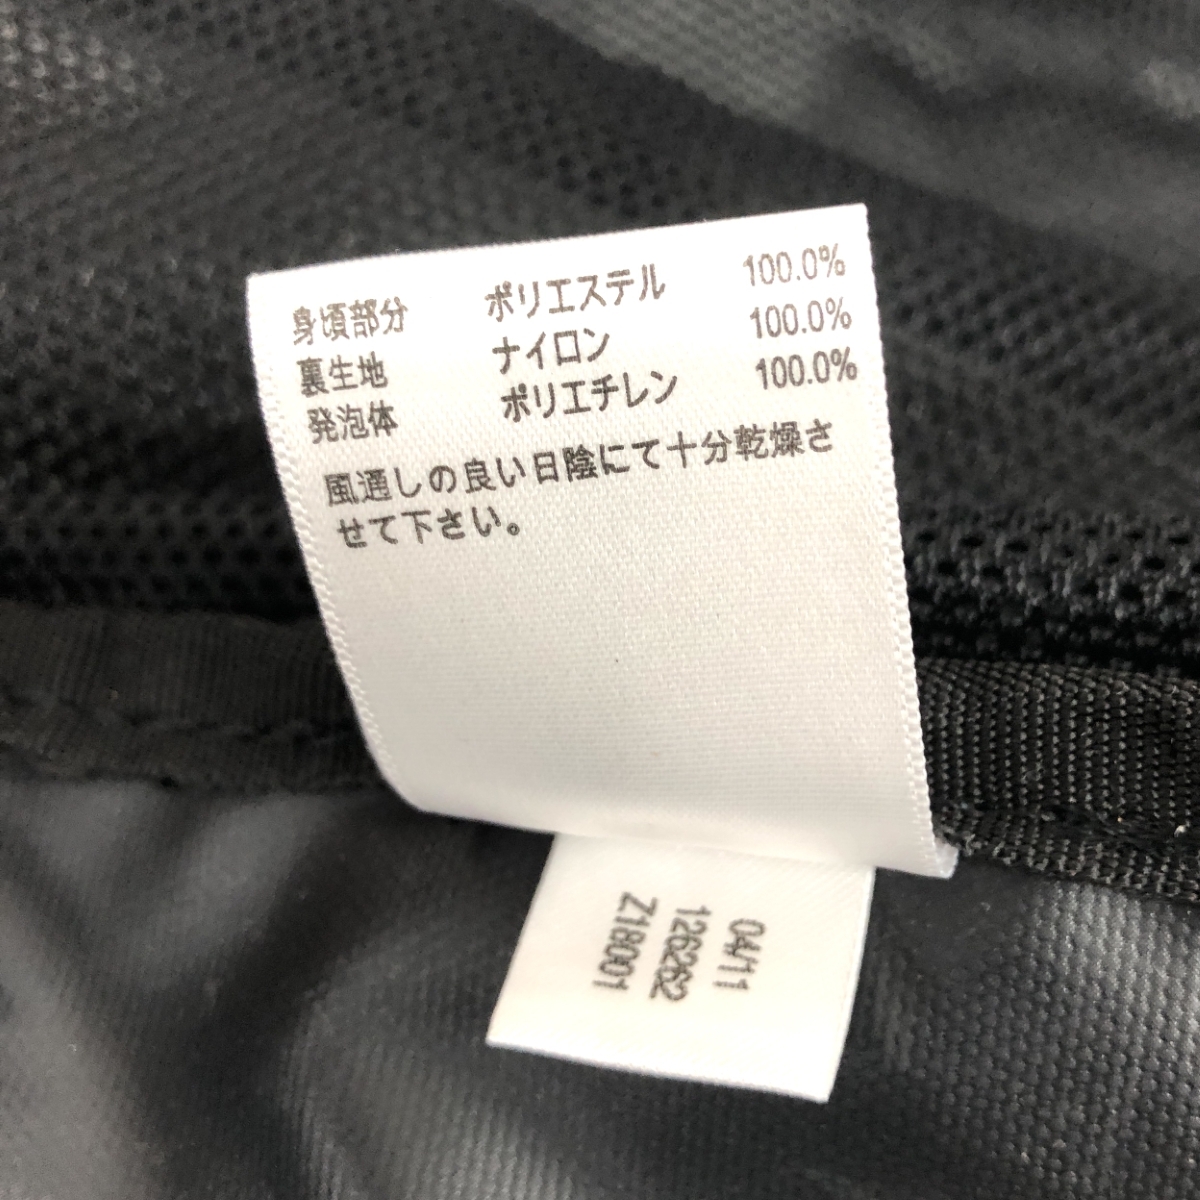 身頃部分 ポリエステル 100.0%
裏生地 ナイロン 100.0%
発泡体 ポリエチレン 100.0%
風通しの良い日陰にて十分乾燥さ
せて下さい。
04/11
126262
Z18001